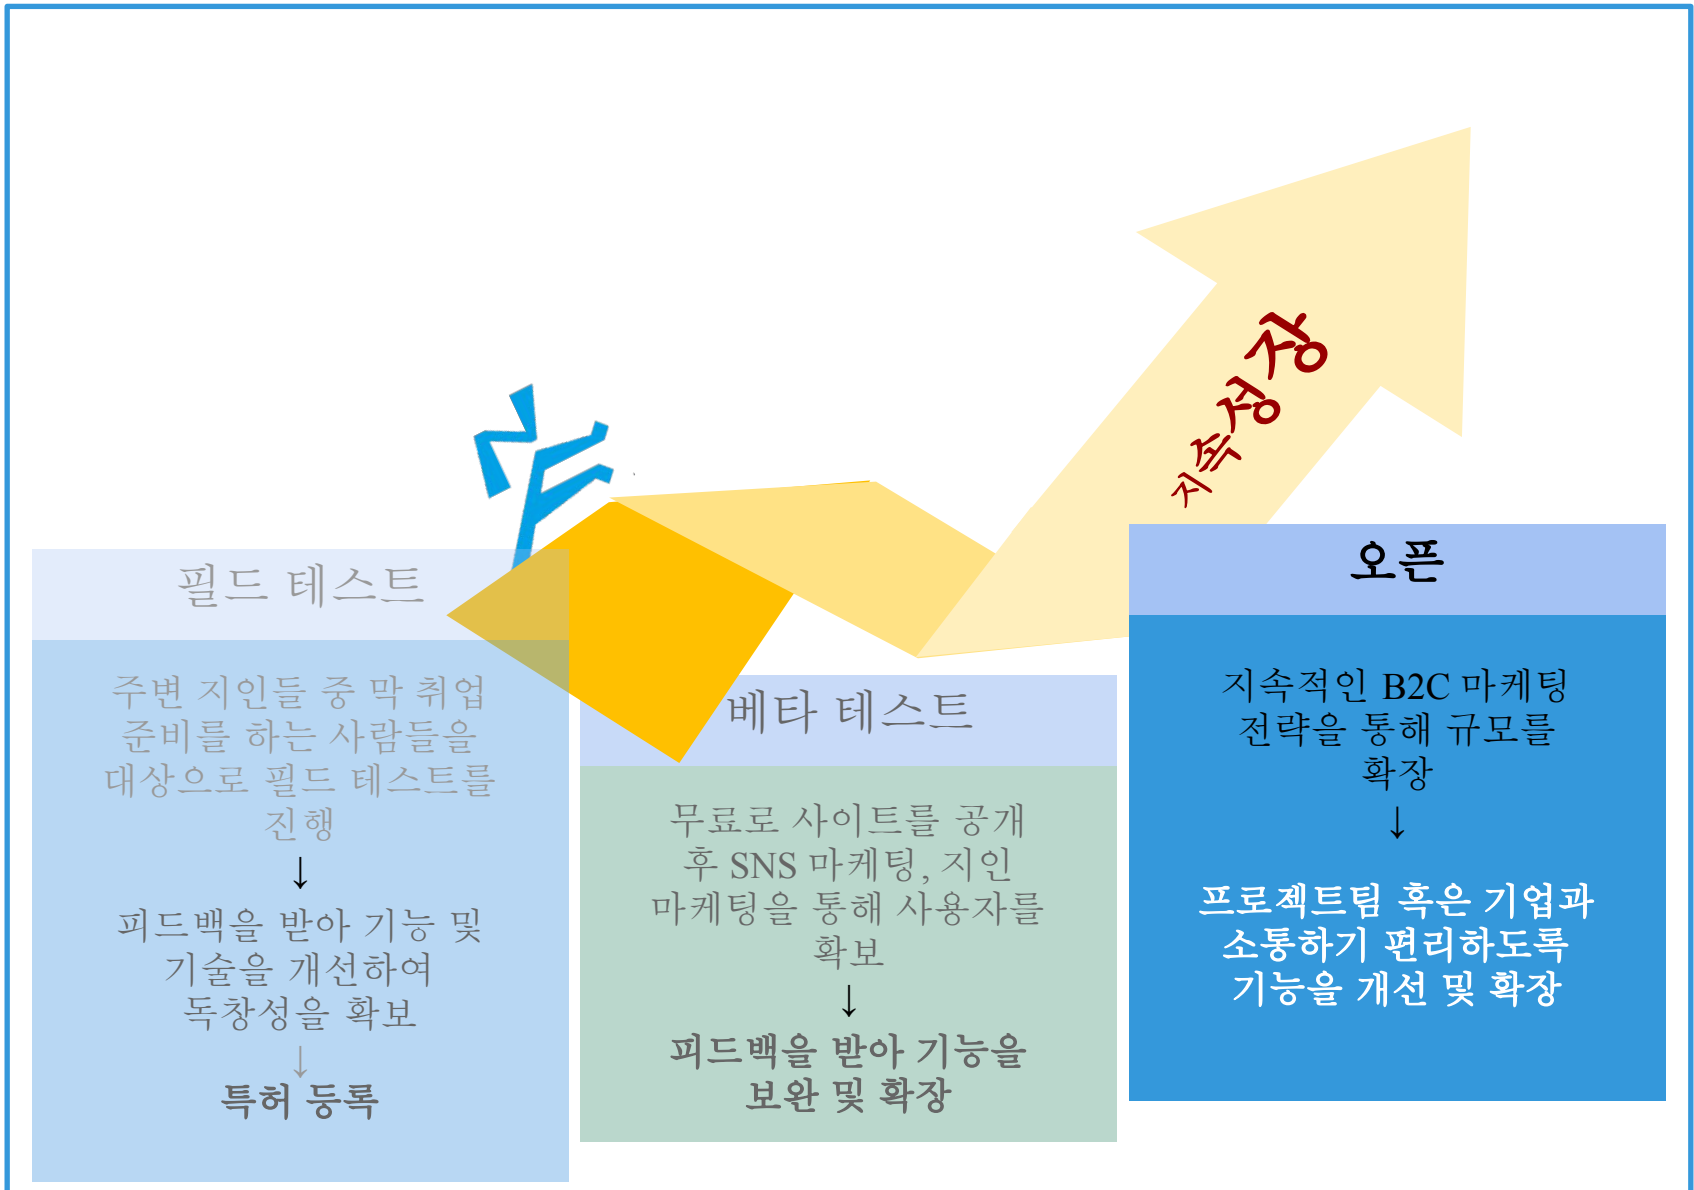 지속성장
필드 테스트
주변 지인들 중 막 취업
준비를 하는 사람들을
대상으로 필드 테스트를
진행
↓
피드백을 받아 기능 및
기술을 개선하여
독창성을 확보
↓
특허 등록
베타 테스트
무료로 사이트를 공개
후 SNS 마케팅, 지인
마케팅을 통해 사용자를
확보
↓
피드백을 받아 기능을
보완 및 확장
오픈
지속적인 B2C 마케팅
전략을 통해 규모를
확장
↓
프로젝트팀 혹은 기업과
소통하기 편리하도록
기능을 개선 및 확장